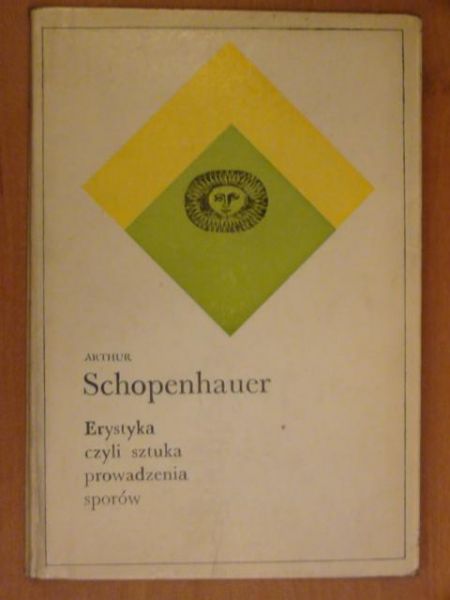 ARTHUR
Schopenhauer
Erystyka
czyli sztuka
prowadzenia
sporów